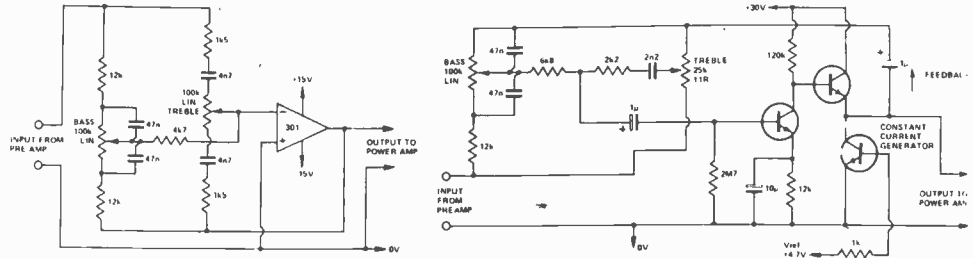 1k5
12k
4n7
+15V
100k
LIN
TREBLE
BASS
100k
LIN
47n
4k7
47n
301
INPUT FROM
PRE AMP
OUTPUT TO
POWER AMP
4n7
15V
12k
1k5
0V
+30V
47n
120k
BASS
100k
LIN
6k8
2k2
2n2
TREBLE
25k
1µ
FEEDBAC
47n
1µ
CONSTANT
CURRENT
GENERATOR
12k
2M7
10µ
12k
INPUT
FROM
PREAMP
OUTPUT TO
POWER AM
0V
Vref
+4.7V
1k